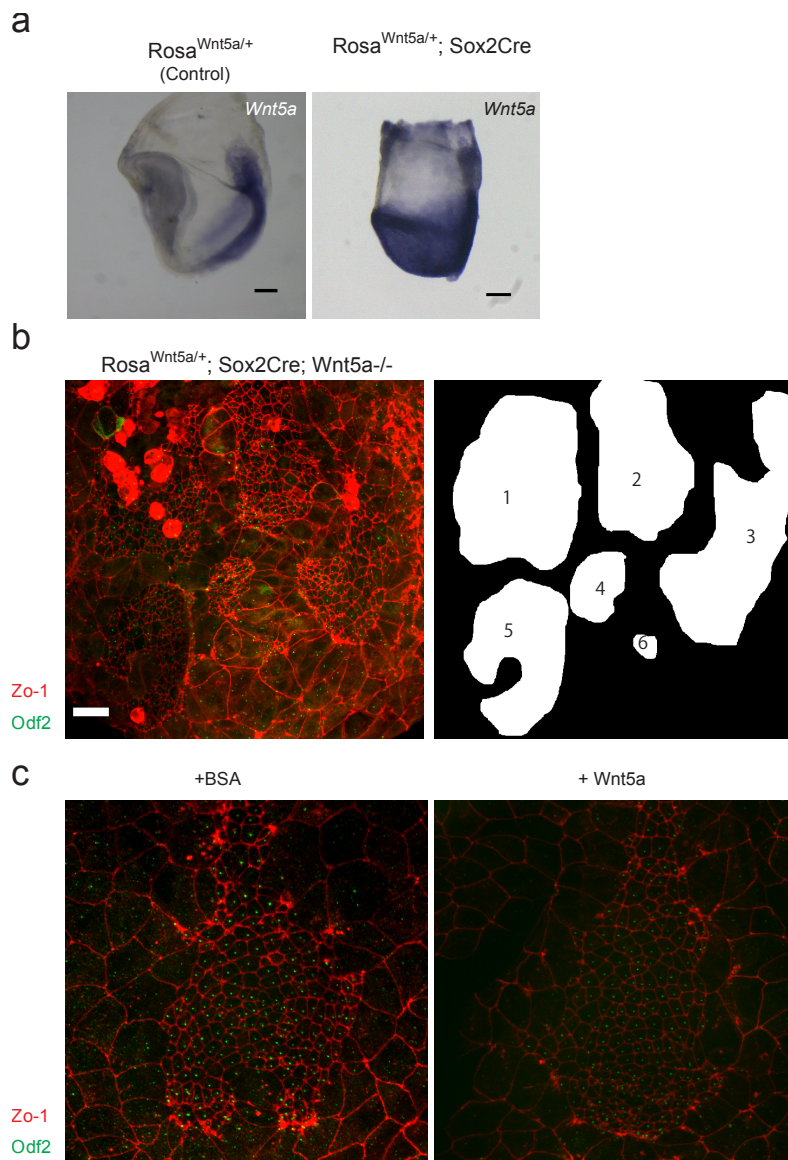 a
Rosa^Wnt5a/+
(Control)
Rosa^Wnt5a/+; Sox2Cre
Wnt5a
Wnt5a
b
Rosa^Wnt5a/+; Sox2Cre; Wnt5a-/-
1
2
3
4
5
6
Zo-1
Odf2
c
+BSA
+ Wnt5a
Zo-1
Odf2